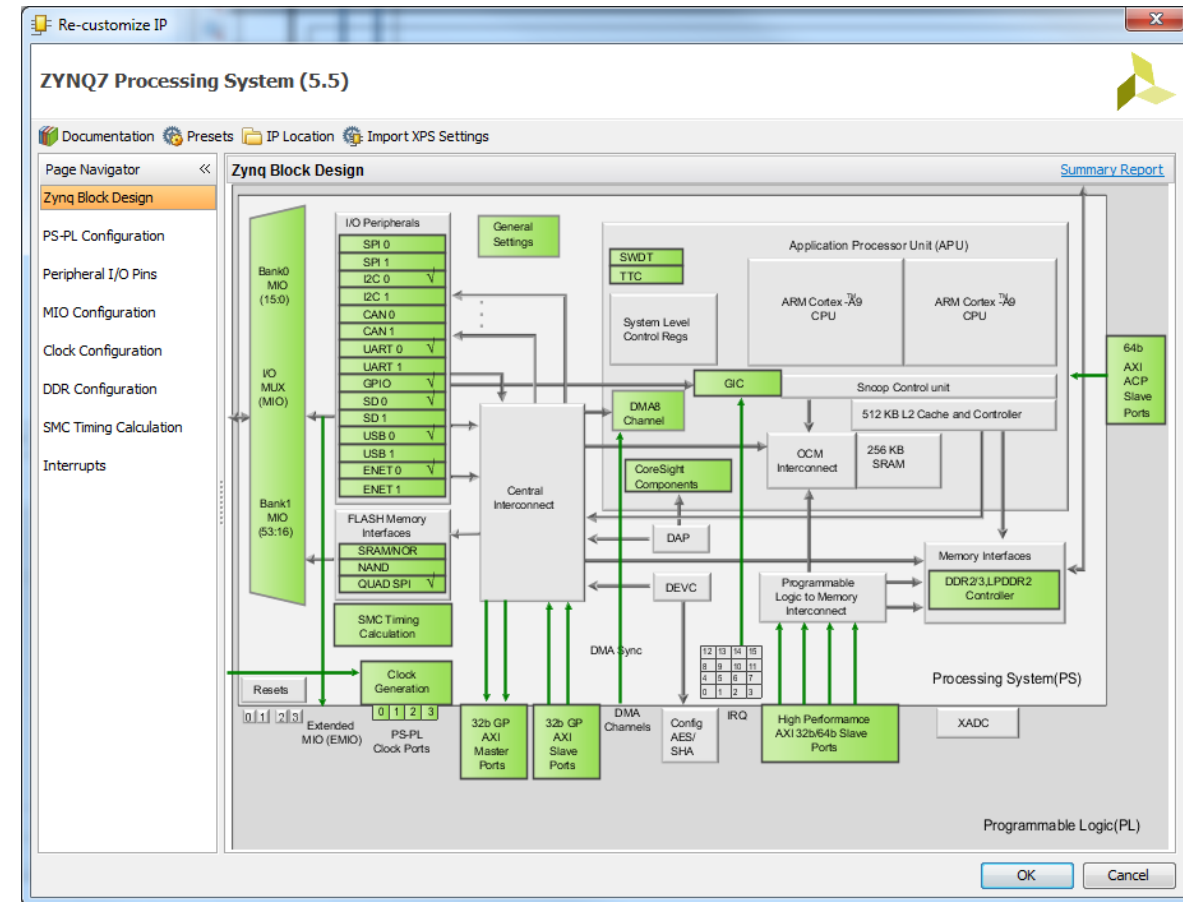 Re-customize IP
ZYNQ7 Processing System (5.5)
Documentation Presets IP Location Import XPS Settings
Page Navigator «
Zynq Block Design
PS-PL Configuration
Peripheral I/O Pins
MIO Configuration
Clock Configuration
DDR Configuration
SMC Timing Calculation
Interrupts
Zynq Block Design
Summary Report
Bank0
MIO
(15:0)
I/O
MUX
(MIO)
Bank1
MIO
(53:16)
I/O Peripherals
SPI 0
SPI 1
I2C 0 √
I2C 1
CAN 0
CAN 1
UART 0 √
UART 1
GPIO √
SD 0 √
SD 1
USB 0 √
USB 1
ENET 0 √
ENET 1
FLASH Memory
Interfaces
SRAM/NOR
NAND
QUAD SPI √
SMC Timing
Calculation
General
Settings
Application Processor Unit (APU)
SWDT
TTC
System Level
Control Regs
ARM Cortex -A9
TM
CPU
ARM Cortex -A9
TM
CPU
GIC
Snoop Control unit
DMA8
Channel
512 KB L2 Cache and Controller
OCM
Interconnect
256 KB
SRAM
CoreSight
Components
Central
Interconnect
DAP
DEVC
Programmable
Logic to Memory
Interconnect
Memory Interfaces
DDR2/3,LPDDR2
Controller
64b
AXI
ACP
Slave
Ports
DMA Sync
12 13 14 15
8 9 10 11
4 5 6 7
0 1 2 3
Processing System(PS)
Resets
0 1 2 3
Clock
Generation
0 1 2 3
Extended
MIO (EMIO)
PS-PL
Clock Ports
32b GP
AXI
Master
Ports
32b GP
AXI
Slave
Ports
DMA
Channels
Config
AES/
SHA
IRQ
High Performamce
AXI 32b/64b Slave
Ports
XADC
Programmable Logic(PL)
OK
Cancel